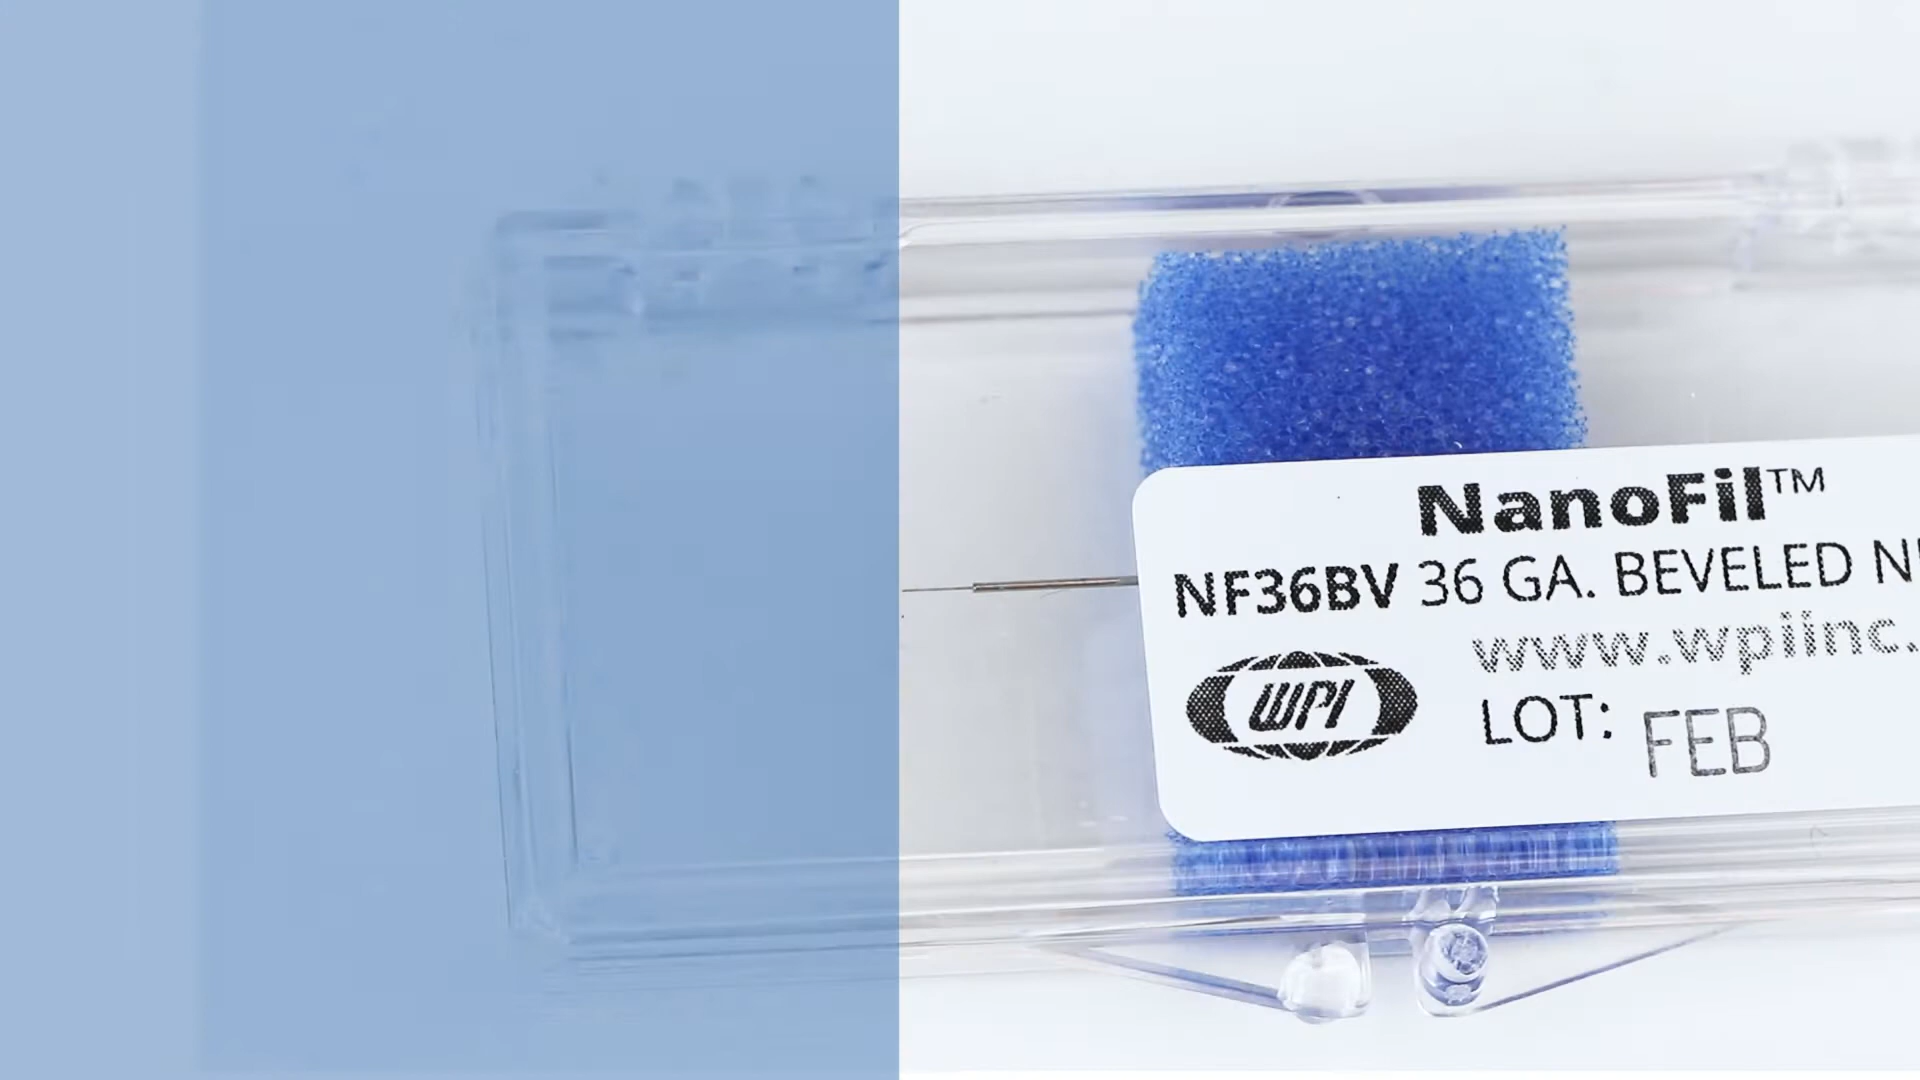 NanoFil™
NF36BV 36 GA. BEVELED
www.wpiinc.
WPI
LOT: FEB